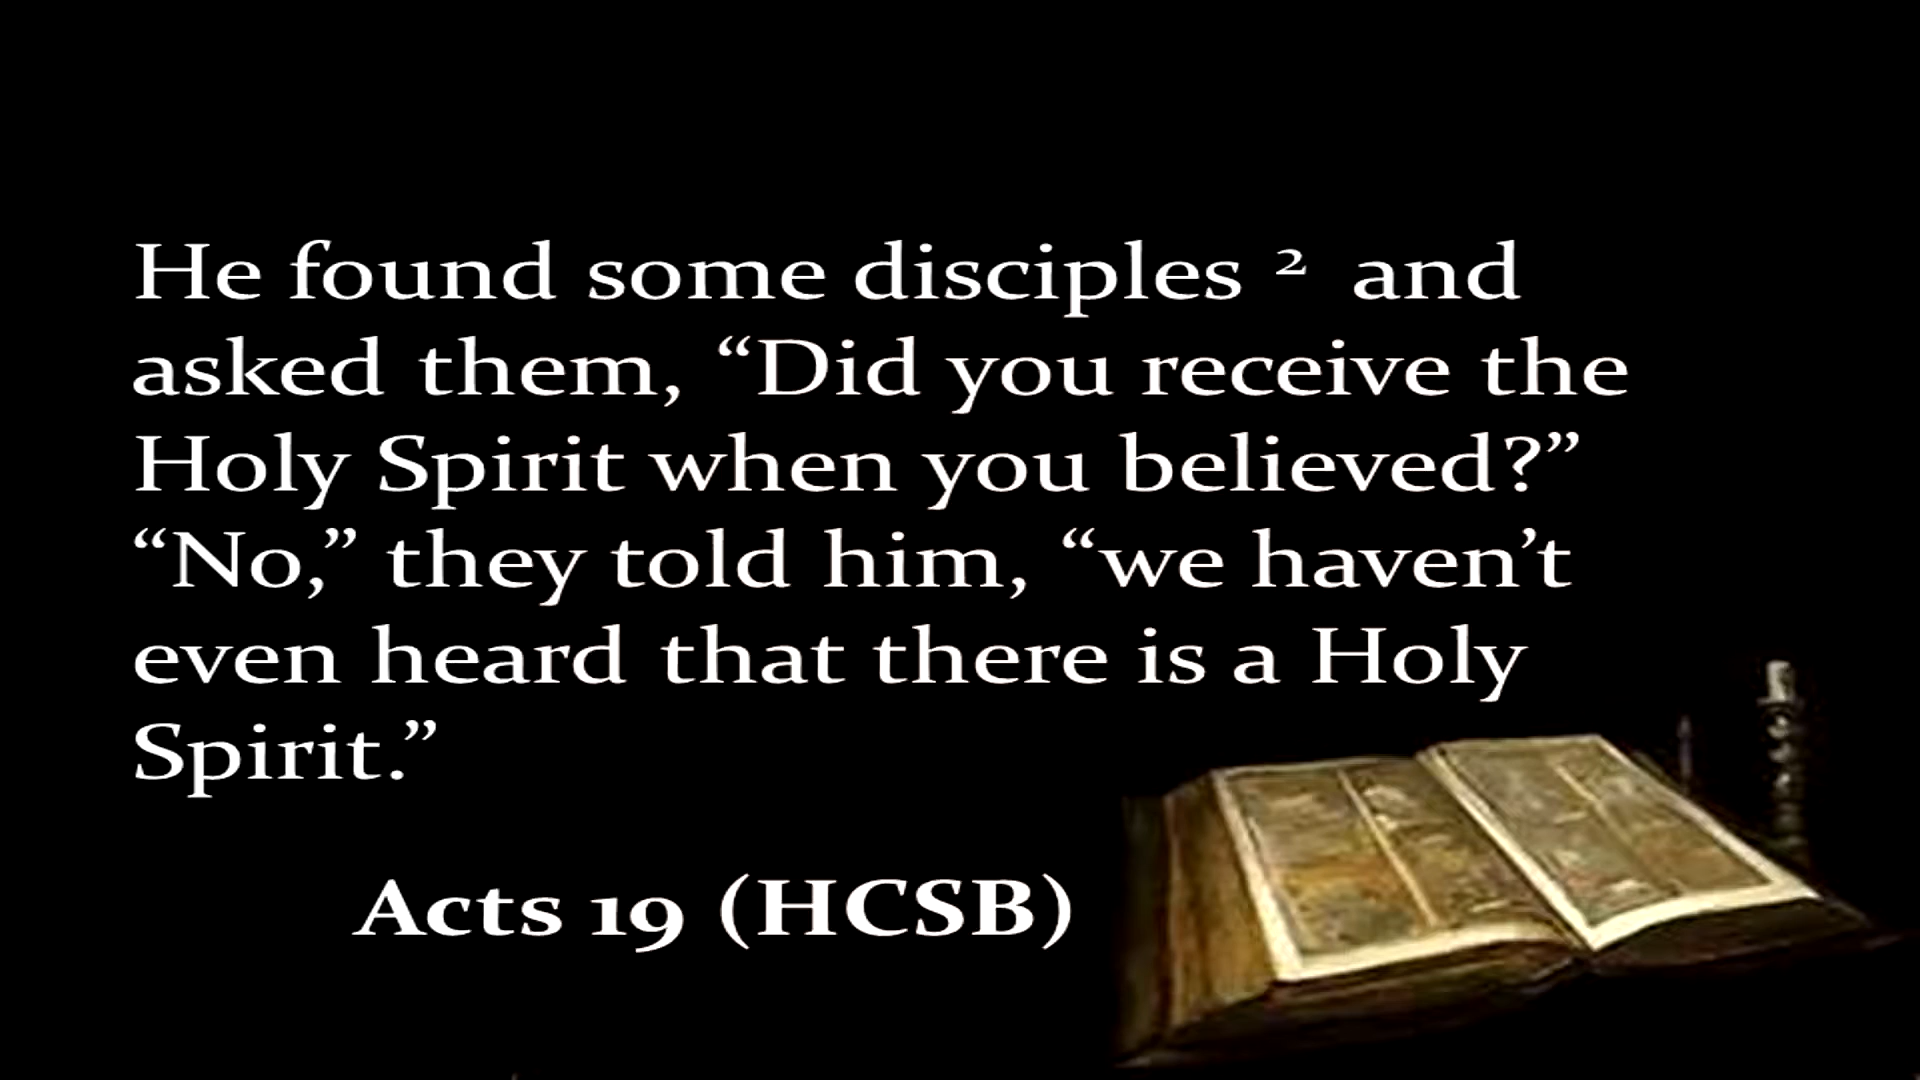 He found some disciples ² and
asked them, “Did you receive the
Holy Spirit when you believed?”
“No,” they told him, “we haven’t
even heard that there is a Holy
Spirit.”
Acts 19 (HCSB)